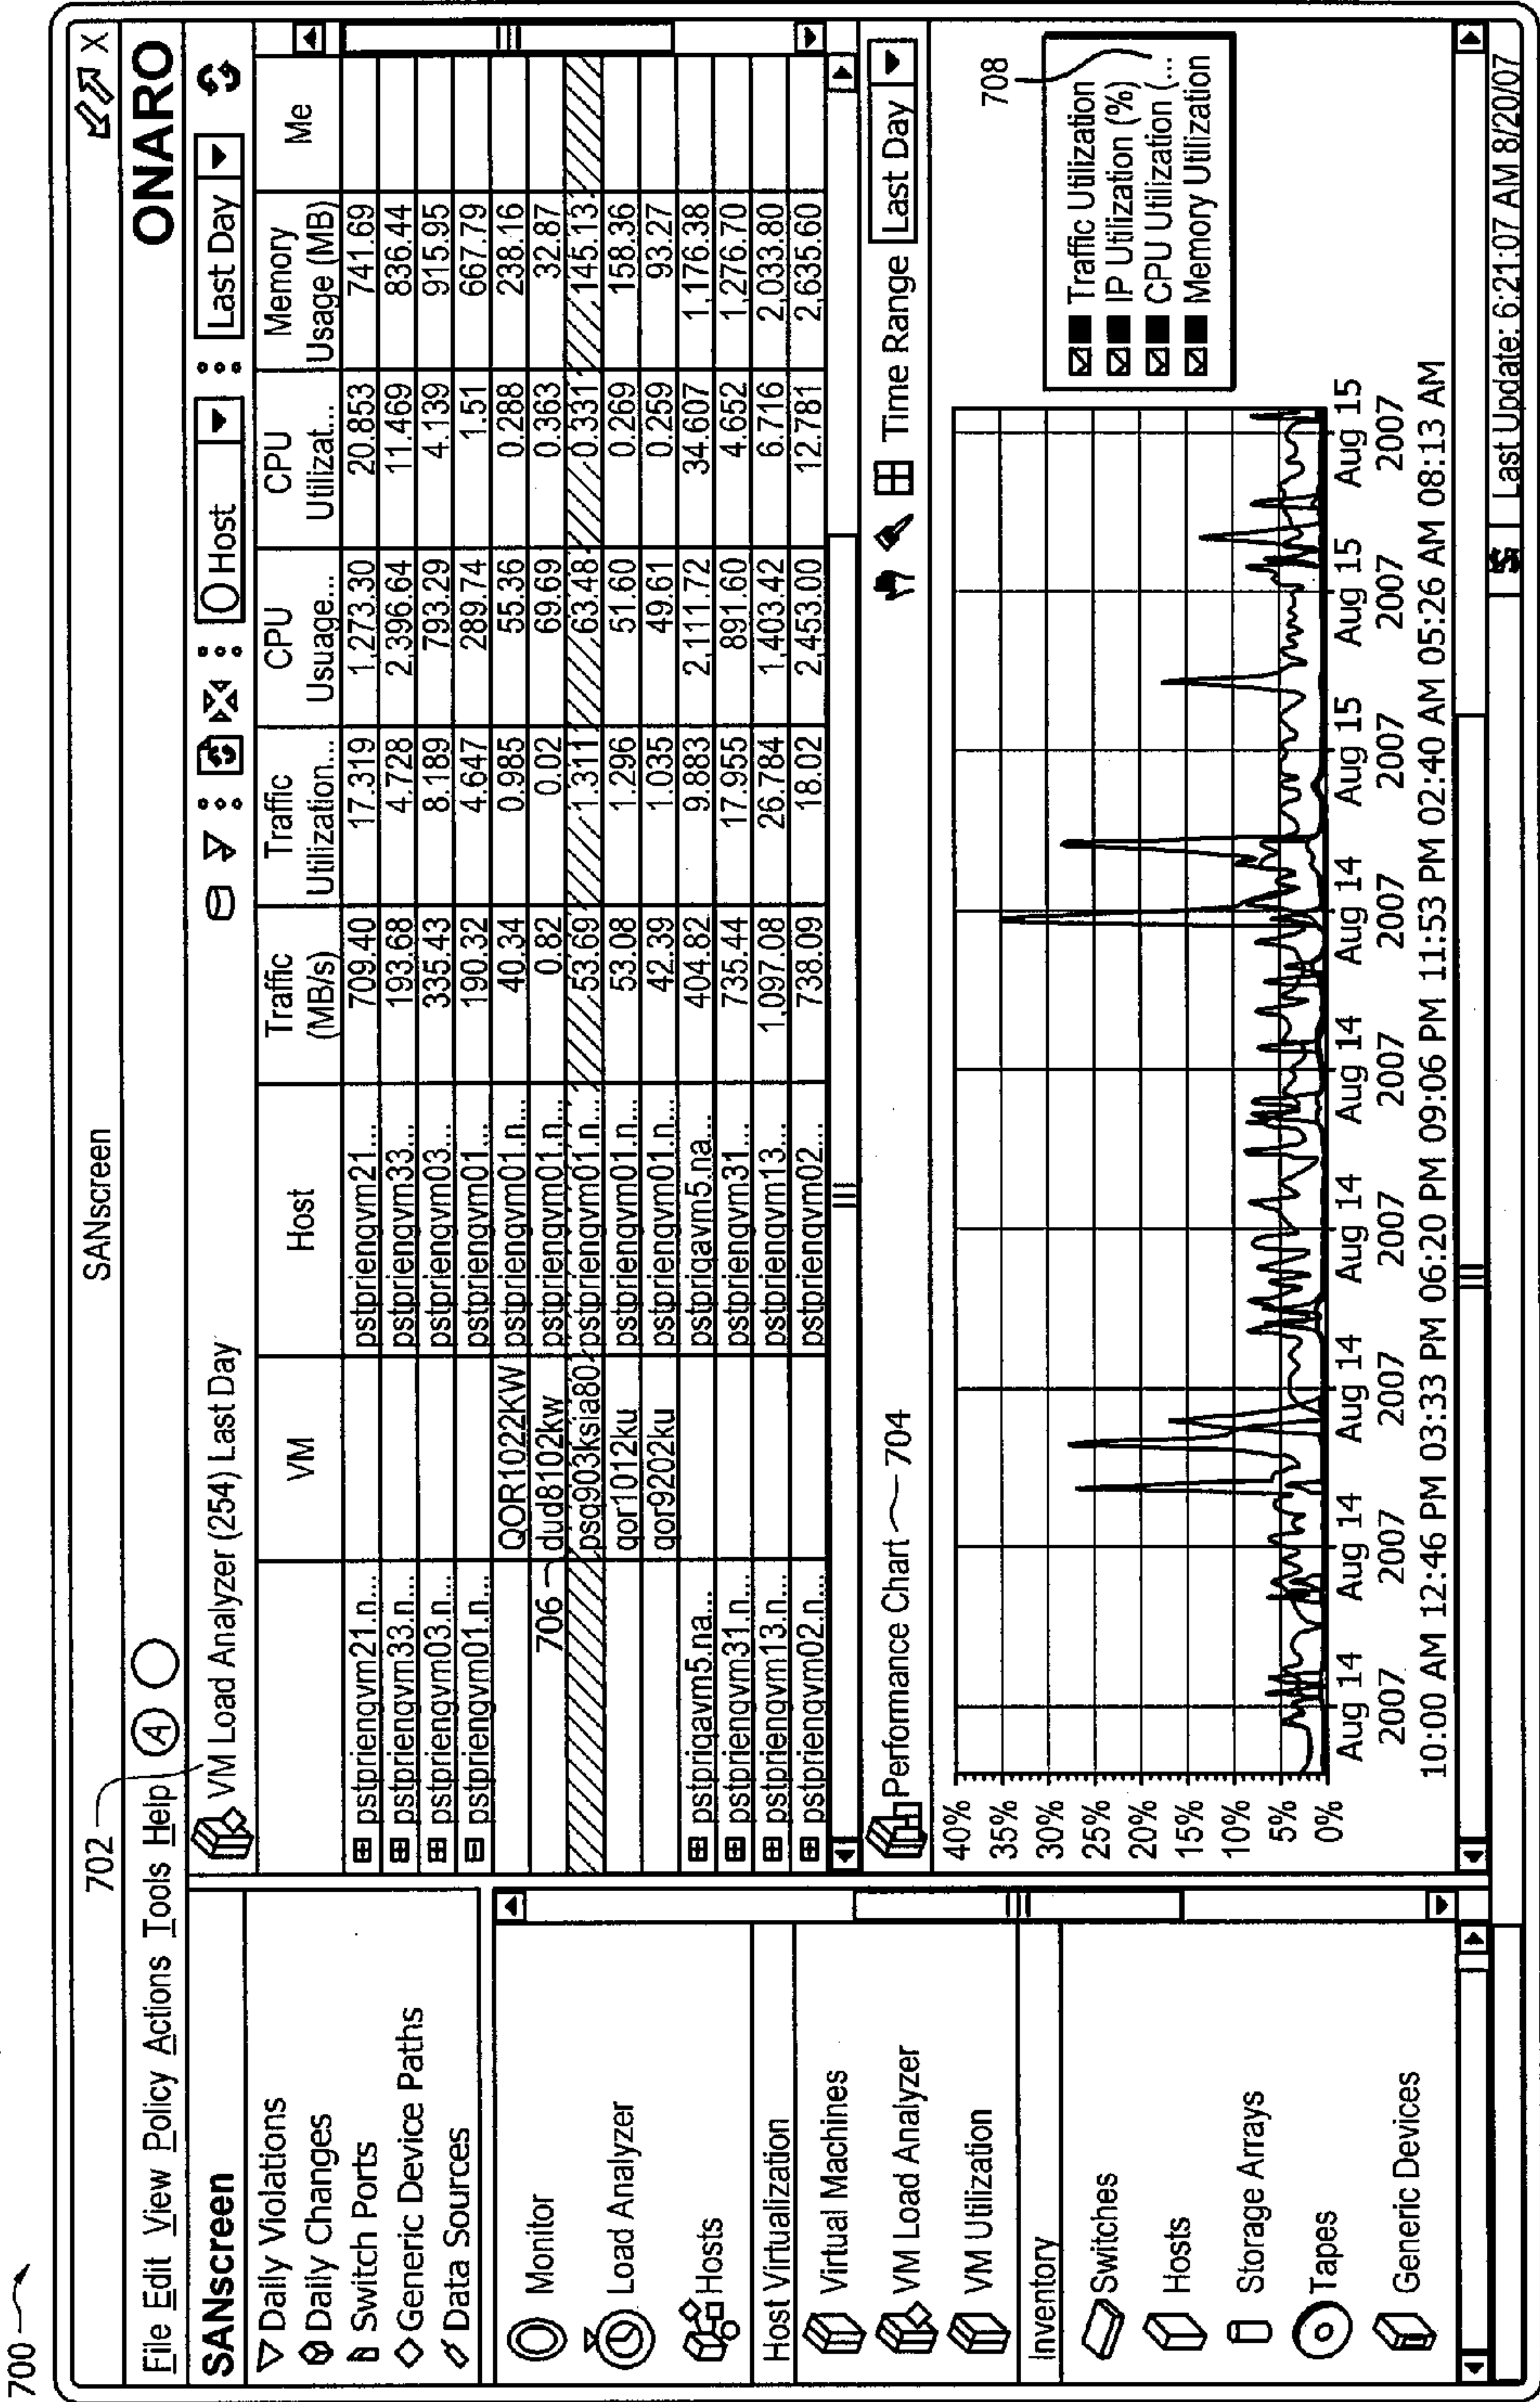 700
SANscreen
X
702
File Edit View Policy Actions Tools Help A
ONARO
SANscreen
Daily Violations
Daily Changes
Switch Ports
Generic Device Paths
Data Sources
Monitor
Load Analyzer
Hosts
Host Virtualization
Virtual Machines
VM Load Analyzer
VM Utilization
Inventory
Switches
Hosts
Storage Arrays
Tapes
Generic Devices
VM Load Analyzer (254) Last Day
Host
Last Day
VM Host Traffic (MB/s) Traffic Utilization... CPU Usuage... CPU Utilizat... Memory Usage (MB) Me
pstpriengvm21.n... pstpriengvm21... 709.40 17.319 1,273.30 20.853 741.69
pstpriengvm33.n... pstpriengvm33... 193.68 4.728 2,396.64 11.469 836.44
pstpriengvm03.n... pstpriengvm03... 335.43 8.189 793.29 4.139 915.95
pstpriengvm01.n... pstpriengvm01... 190.32 4.647 289.74 1.51 667.79
QOR1022KW pstpriengvm01.n... 40.34 0.985 55.36 0.288 238.16
706 dud8102kw pstpriengvm01.n... 0.82 0.02 69.69 0.363 32.87
psq903ksia80 pstpriengvm01.n... 53.69 1.311 63.48 0.331 145.13
qor1012ku pstpriengvm01.n... 53.08 1.296 51.60 0.269 158.36
qor9202ku pstpriengvm01.n... 42.39 1.035 49.61 0.259 93.27
pstpriqavm5.na... pstpriqavm5.na... 404.82 9.883 2,111.72 34.607 1,176.38
pstpriengvm31.n... pstpriengvm31... 735.44 17.955 891.60 4.652 1,276.70
pstpriengvm13.n... pstpriengvm13... 1,097.08 26.784 1,403.42 6.716 2,033.80
pstpriengvm02.n... pstpriengvm02... 738.09 18.02 2,453.00 12.781 2,635.60
Performance Chart 704
Time Range Last Day
40%
35%
30%
25%
20%
15%
10%
5%
0%
708
Traffic Utilization
IP Utilization (%)
CPU Utilization (...
Memory Utilization
Aug 14 Aug 14 Aug 14 Aug 14 Aug 14 Aug 14 Aug 15 Aug 15 Aug 15
2007 2007 2007 2007 2007 2007 2007 2007 2007
10:00 AM 12:46 PM 03:33 PM 06:20 PM 09:06 PM 11:53 PM 02:40 AM 05:26 AM 08:13 AM
Last Update: 6:21:07 AM 8/20/07